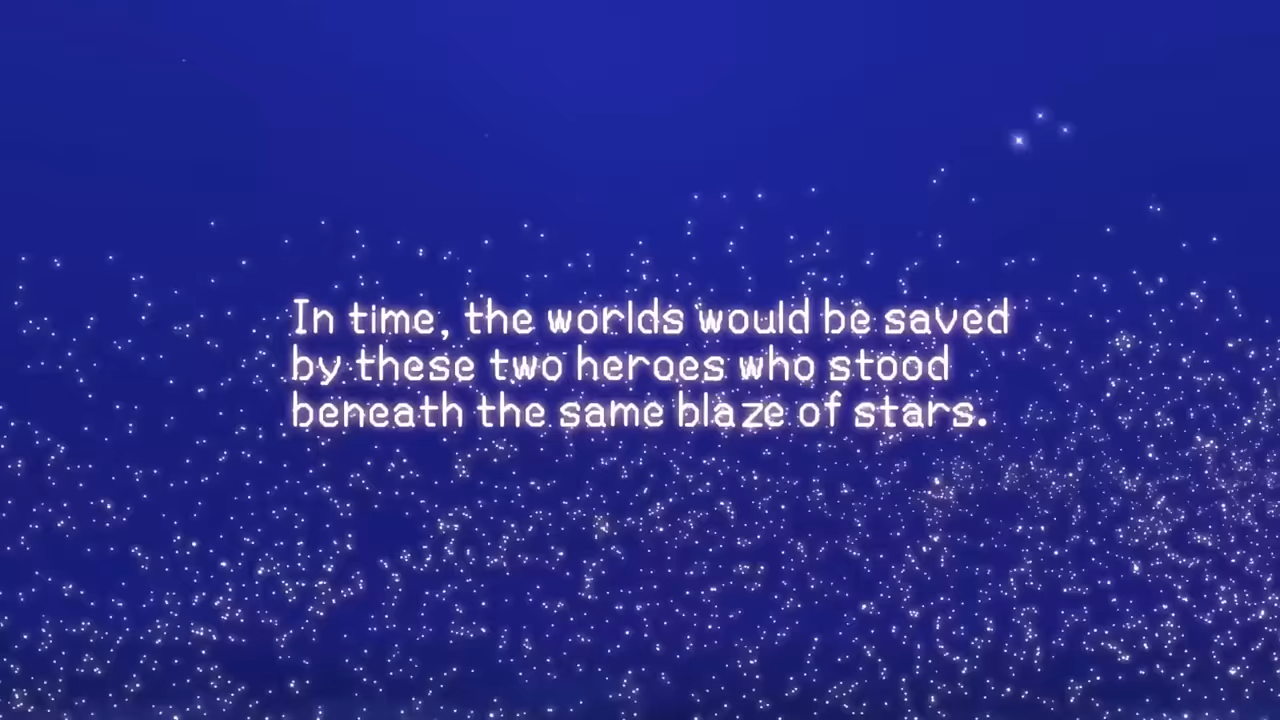 In time, the worlds would be saved
by these two heroes who stood
beneath the same blaze of stars.